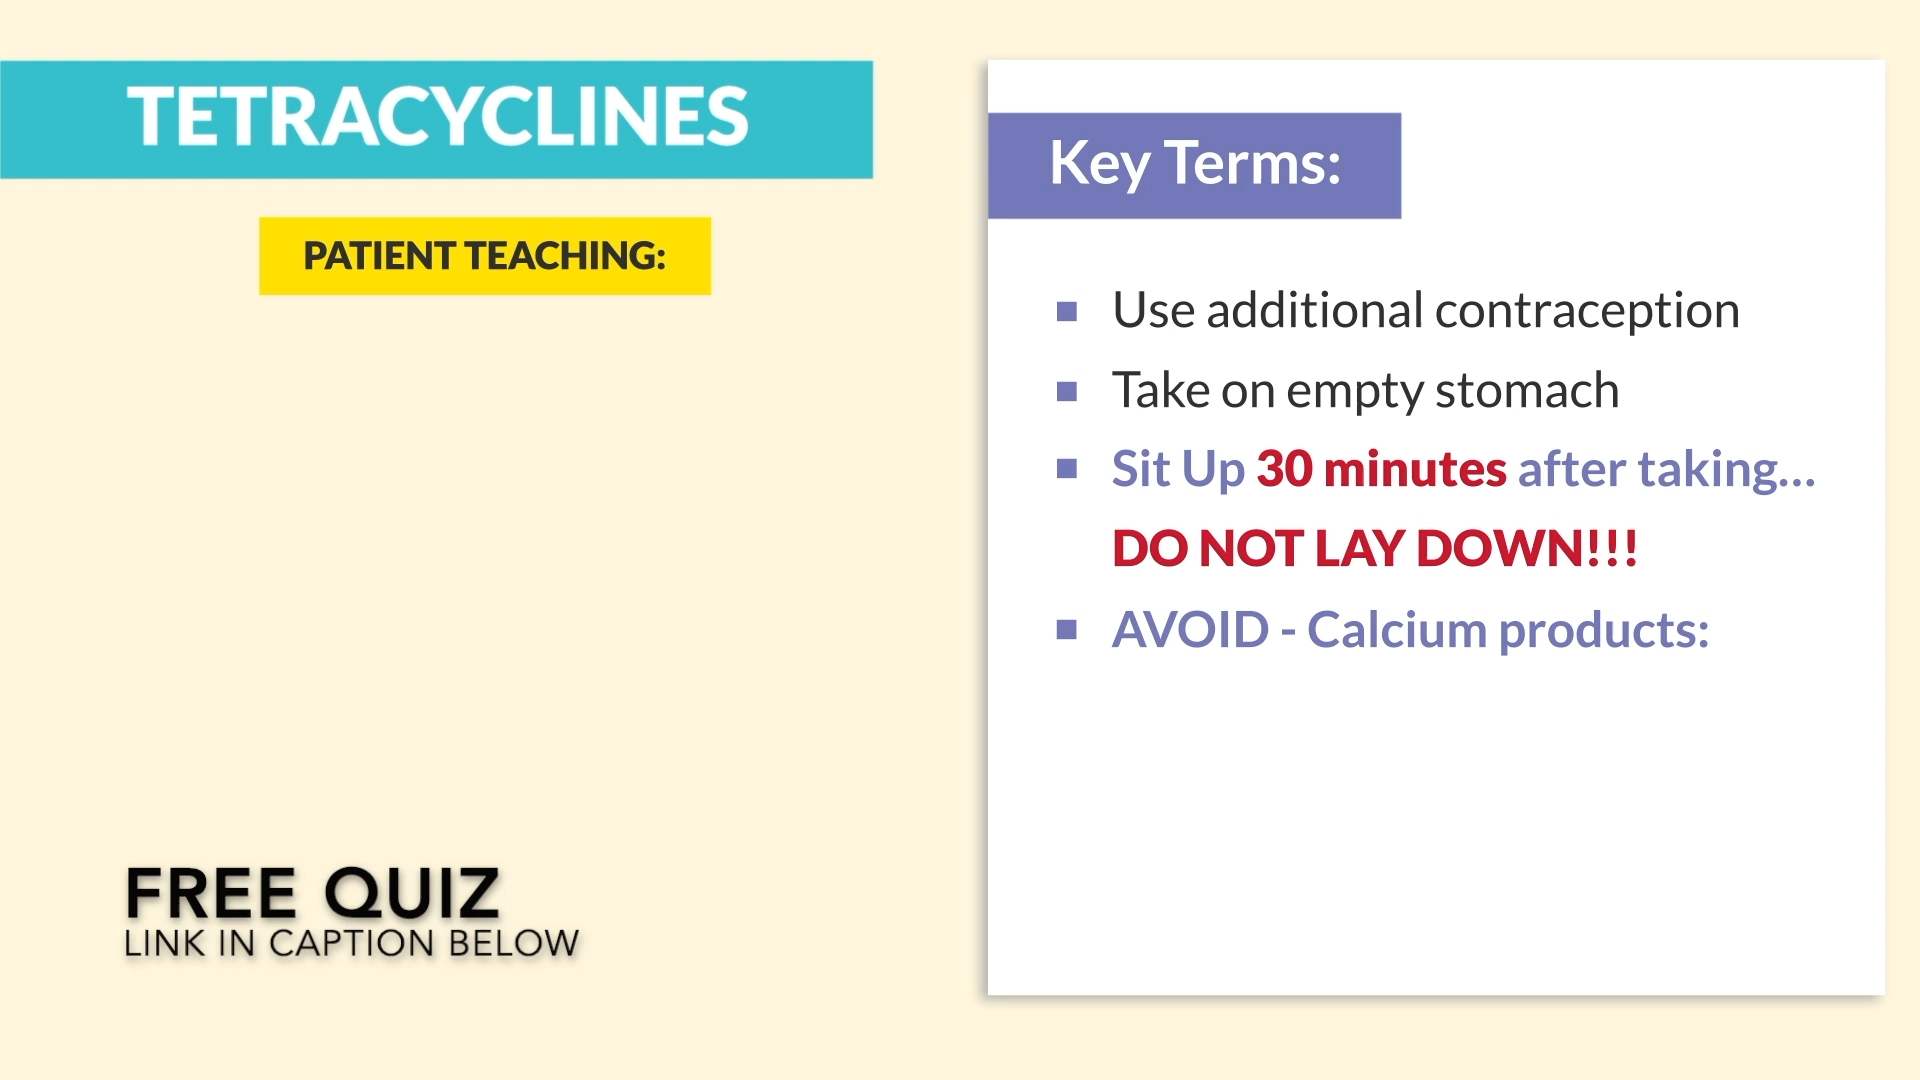 TETRACYCLINES
PATIENT TEACHING:
Key Terms:
Use additional contraception
Take on empty stomach
Sit Up 30 minutes after taking...
DO NOT LAY DOWN!!!
AVOID - Calcium products:
FREE QUIZ
LINK IN CAPTION BELOW